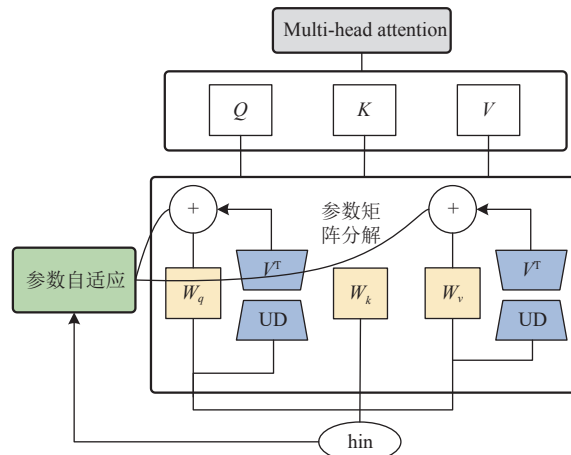 Multi-head attention
Q
K
V
+
参数矩
阵分解
+
参数自适应
W_q
V^T
W_k
W_v
V^T
UD
UD
hin